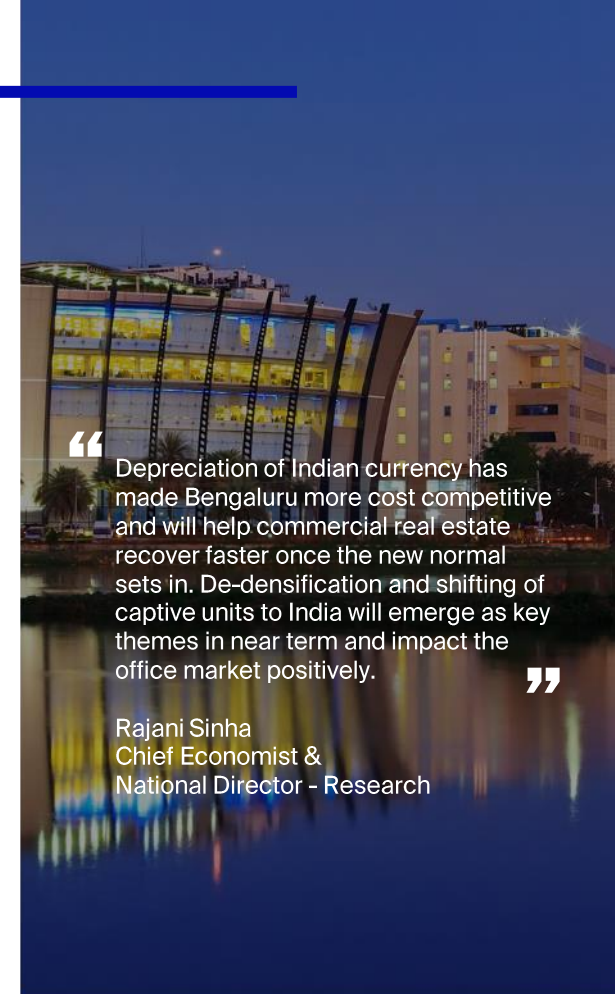 “
Depreciation of Indian currency has
made Bengaluru more cost competitive
and will help commercial real estate
recover faster once the new normal
sets in. De-densification and shifting of
captive units to India will emerge as key
themes in near term and impact the
office market positively.
”
Rajani Sinha
Chief Economist &
National Director - Research